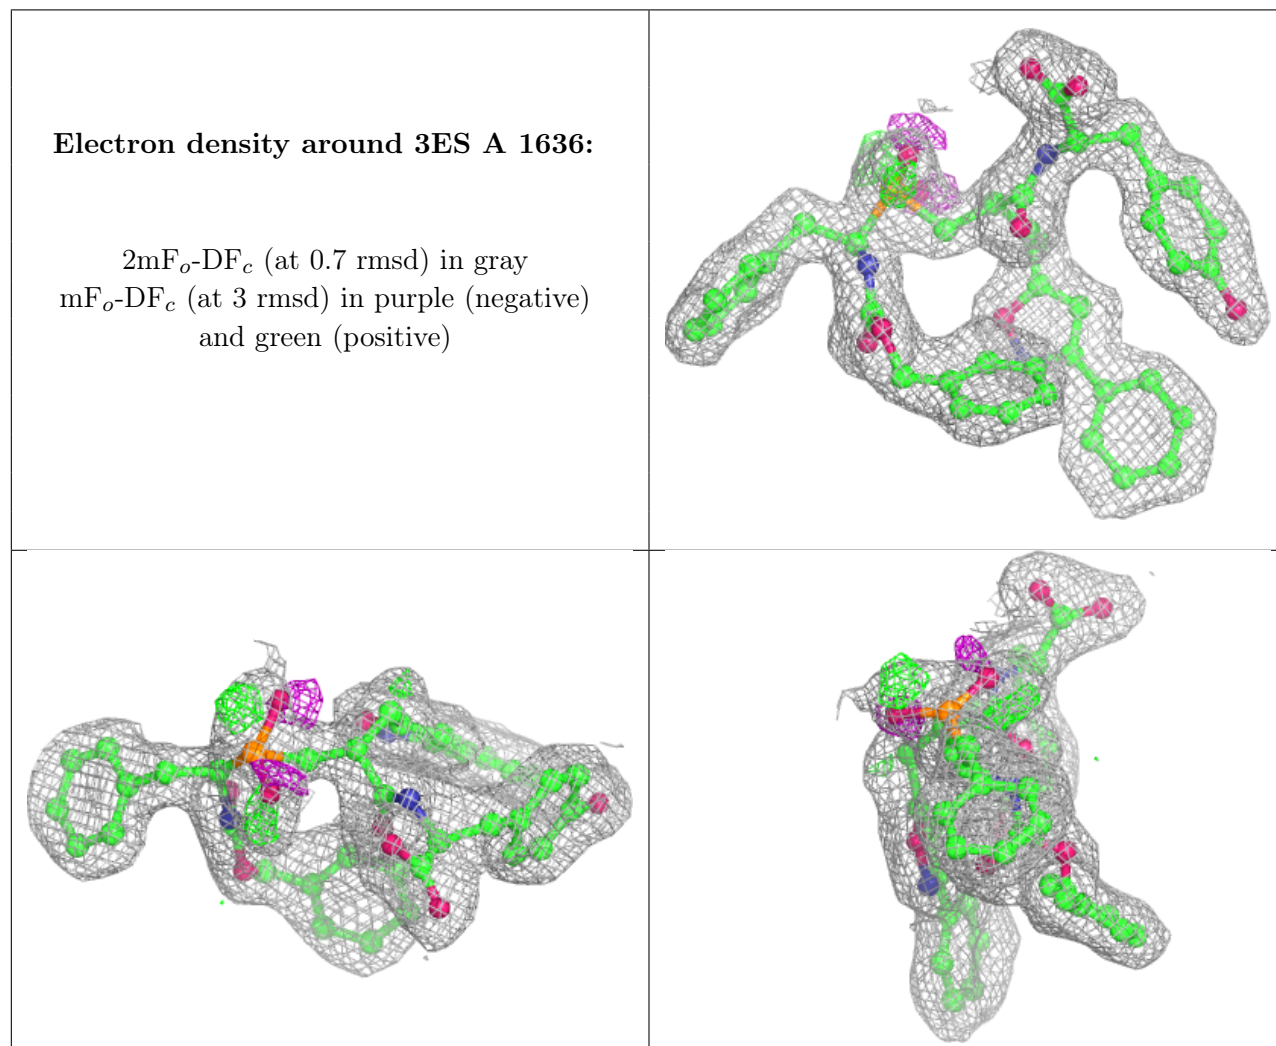 Electron density around 3ES A 1636:
2mFₒ-DF𝒸 (at 0.7 rmsd) in gray
mFₒ-DF𝒸 (at 3 rmsd) in purple (negative)
and green (positive)